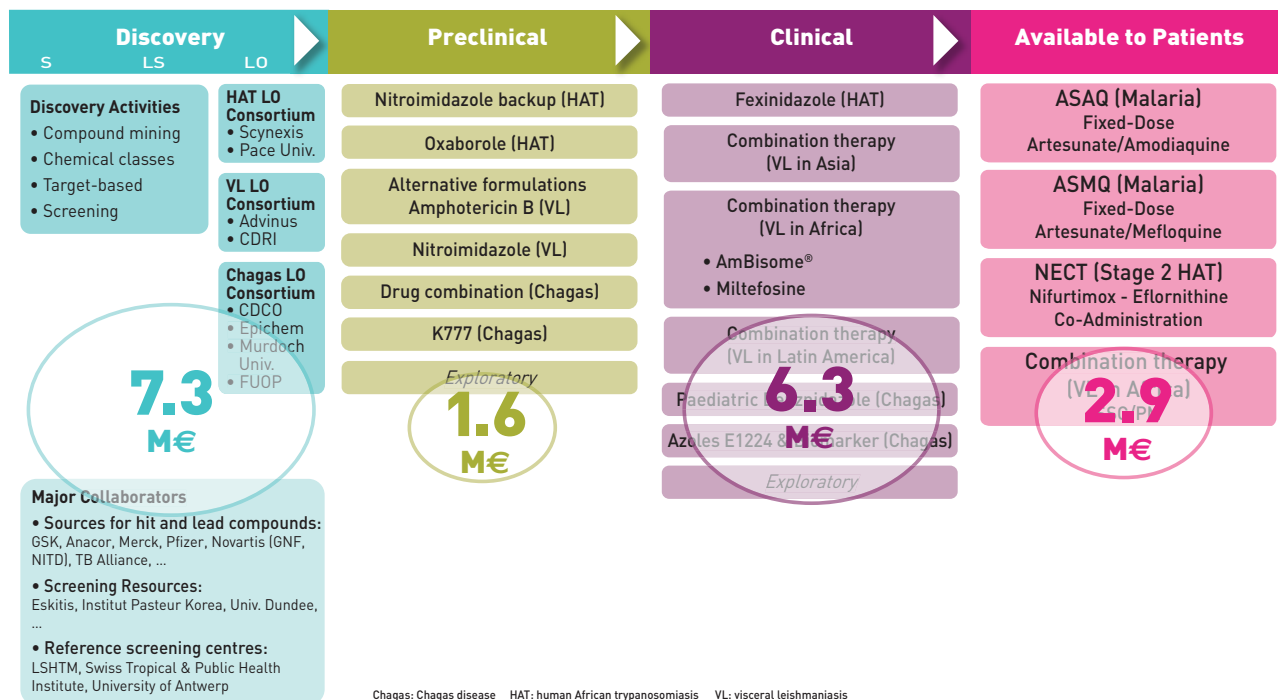 Discovery
S LS LO
Preclinical
Clinical
Available to Patients
Discovery Activities
• Compound mining
• Chemical classes
• Target-based
• Screening
HAT LO
Consortium
• Scynexis
• Pace Univ.
VL LO
Consortium
• Advinus
• CDRI
Chagas LO
Consortium
• CDCO
• Epichem
• Murdoch
Univ.
• FUOP
7.3
M€
Major Collaborators
• Sources for hit and lead compounds:
GSK, Anacor, Merck, Pfizer, Novartis (GNF,
NITD), TB Alliance, ...
• Screening Resources:
Eskitis, Institut Pasteur Korea, Univ. Dundee,
...
• Reference screening centres:
LSHTM, Swiss Tropical & Public Health
Institute, University of Antwerp
Nitroimidazole backup (HAT)
Oxaborole (HAT)
Alternative formulations
Amphotericin B (VL)
Nitroimidazole (VL)
Drug combination (Chagas)
K777 (Chagas)
Exploratory
1.6
M€
Fexinidazole (HAT)
Combination therapy
(VL in Asia)
Combination therapy
(VL in Africa)
• AmBisome®
• Miltefosine
Combination therapy
(VL in Latin America)
Paediatric (Chagas)
Azoles E1224 & Biomarker (Chagas)
Exploratory
6.3
M€
ASAQ (Malaria)
Fixed-Dose
Artesunate/Amodiaquine
ASMQ (Malaria)
Fixed-Dose
Artesunate/Mefloquine
NECT (Stage 2 HAT)
Nifurtimox - Eflornithine
Co-Administration
Combination therapy
(VL in
2.9
M€
Chagas: Chagas disease HAT: human African trypanosomiasis VL: visceral leishmaniasis